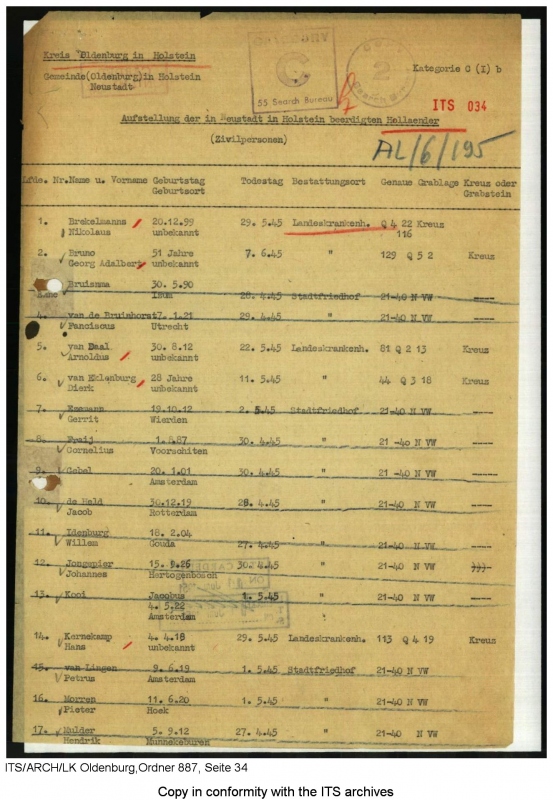 Kreis Oldenburg in Holstein
Gemeinde(Oldenburg)in Holstein
Neustadt
CATEGORY
C
55 Search Bureau
2
Kategorie C (I) b
ITS 034
Aufstellung der in Neustadt in Holstein beerdigten Hollaender
(Zivilpersonen)
AL/6/195
Lfde. Nr. Name u. Vorname Geburtstag Todestag Bestattungsort Genaue Grablage Kreuz oder
Geburtsort Grabstein
1. Brekelmanns 20.12.99 29. 5.45 Landeskrankenh. Q 4 22 Kreuz
Nikolaus unbekannt 116
2. Bruno 51 Jahre 7. 6.45 " 129 Q 5 2 Kreuz
Georg Adalbert unbekannt
Bruinsma 30. 5.90
28. 4.45 Stadtfriedhof 21-40 N VW ----
4. van de Bruinhorst 7. 1.21 29. 4.45 " 21-40 N VW ----
Fanciscus Utrecht
5. van Daal 30. 8.12 22. 5.45 Landeskrankenh. 81 Q 2 13 Kreuz
Arnoldus unbekannt
6. van Eklenburg 28 Jahre 11. 5.45 " 44 Q 3 18 Kreuz
Dierk unbekannt
7. 19.10.12 2. 5.45 Stadtfriedhof 21-40 N VW ----
Gerrit Wierden
8. Fraij 1. 8.87 30. 4.45 " 21 -40 N VW ----
Cornelius Voorschiten
9. Gebel 20. 1.01 30. 4.45 " 21 -40 N VW ----
Amsterdam
10. de Held 30.12.19 28. 4.45 " 21-40 N VW ----
Jacob Rotterdam
11. Idenburg 18. 2.04
Willem Gouda 27. 4.45 " 21-40 N VW ----
12. Jongepier 15. 9.25 30. 4.45 " 21-40 N VW
Johannes Hertogenbosch
13. Kooi Jacobus 1. 5.45 " 21-40 N VW ----
4. 5.22
Amsterdam
14. Kernekamp 4. 4.18 29. 5.45 Landeskrankenh. 113 Q 4 19 Kreuz
Hans unbekannt
15. van Lingen 9. 6.19 1. 5.45 Stadtfriedhof 21-40 N VW
Petrus Amsterdam
16. Morren 11. 6.20 1. 5.45 " 21-40 N VW
Pieter Hoek
17. Mulder 5. 9.12 27. 4.45 " 21-40 N VW
Hendrik Munnekeburen
ITS/ARCH/LK Oldenburg,Ordner 887, Seite 34
Copy in conformity with the ITS archives